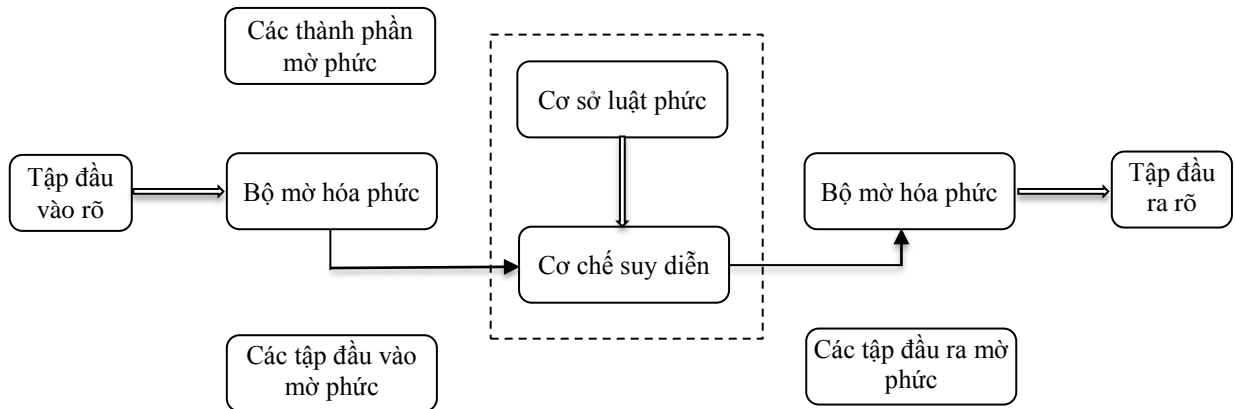 Các thành phần
mờ phức
Cơ sở luật phức
Tập đầu
vào rõ
Bộ mờ hóa phức
Bộ mờ hóa phức
Tập đầu
ra rõ
Cơ chế suy diễn
Các tập đầu vào
mờ phức
Các tập đầu ra mờ
phức